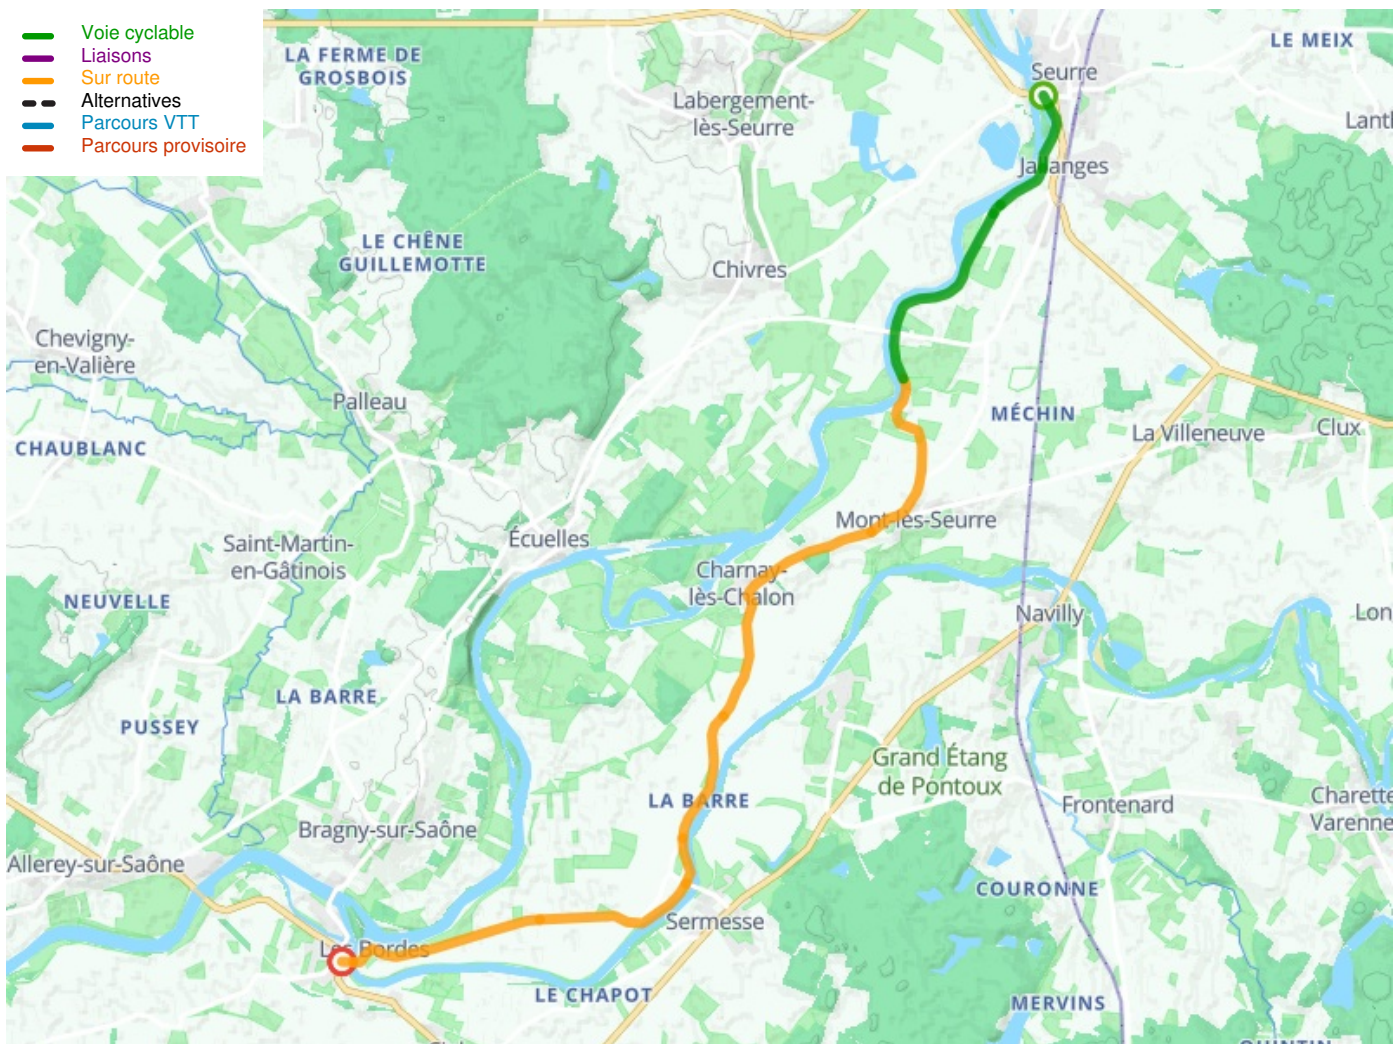 Voie cyclable
Liaisons
Sur route
Alternatives
Parcours VTT
Parcours provisoire
LA FERME DE
GROSBOIS
LE MEIX
Seurre
Labergement-
lès-Seurre
Jallanges
LE CHÊNE
GUILLEMOTTE
Chivres
Chevigny-
en-Valière
Palleau
MÉCHIN
La Villeneuve
Clux
CHAUBLANC
Mont-lès-Seurre
Écuelles
Saint-Martin-
en-Gâtinois
Charnay-
lès-Chalon
NEUVELLE
Navilly
LA BARRE
PUSSEY
Grand Étang
de Pontoux
LA BARRE
Frontenard
Charette
Varenne
Bragny-sur-Saône
Allerey-sur-Saône
COURONNE
Sermesse
Les Bordes
LE CHAPOT
MERVINS